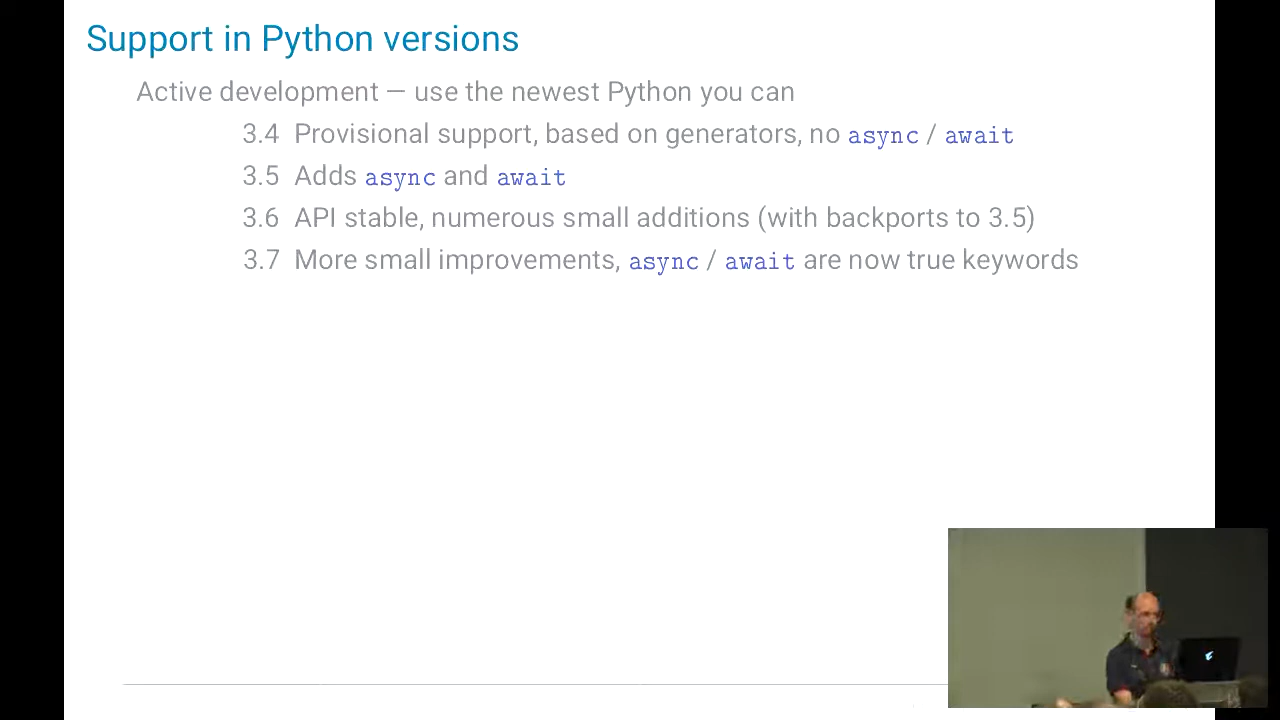 Support in Python versions
Active development — use the newest Python you can
3.4 Provisional support, based on generators, no async / await
3.5 Adds async and await
3.6 API stable, numerous small additions (with backports to 3.5)
3.7 More small improvements, async / await are now true keywords